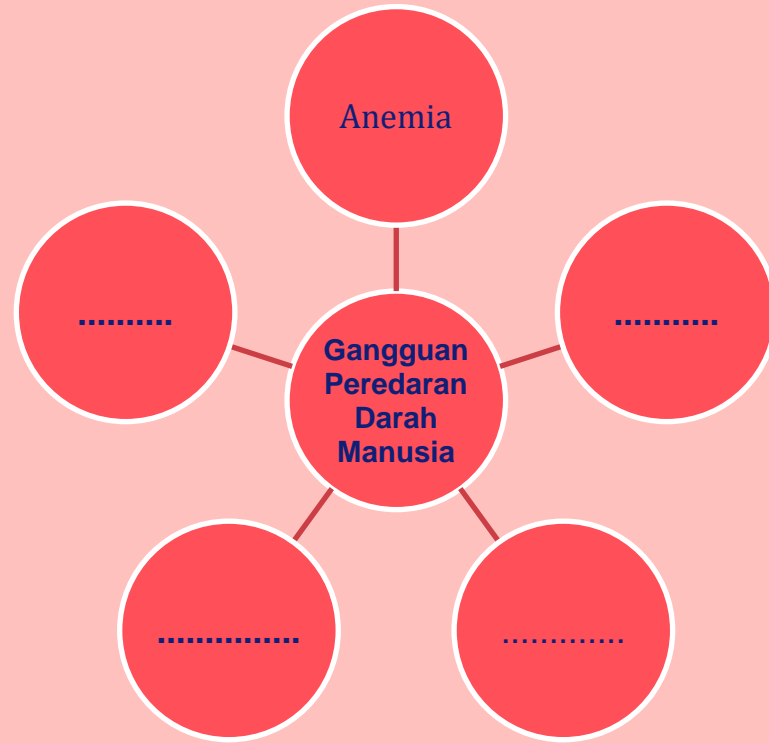 Anemia
..........
...........
Gangguan
Peredaran
Darah
Manusia
...............
.............